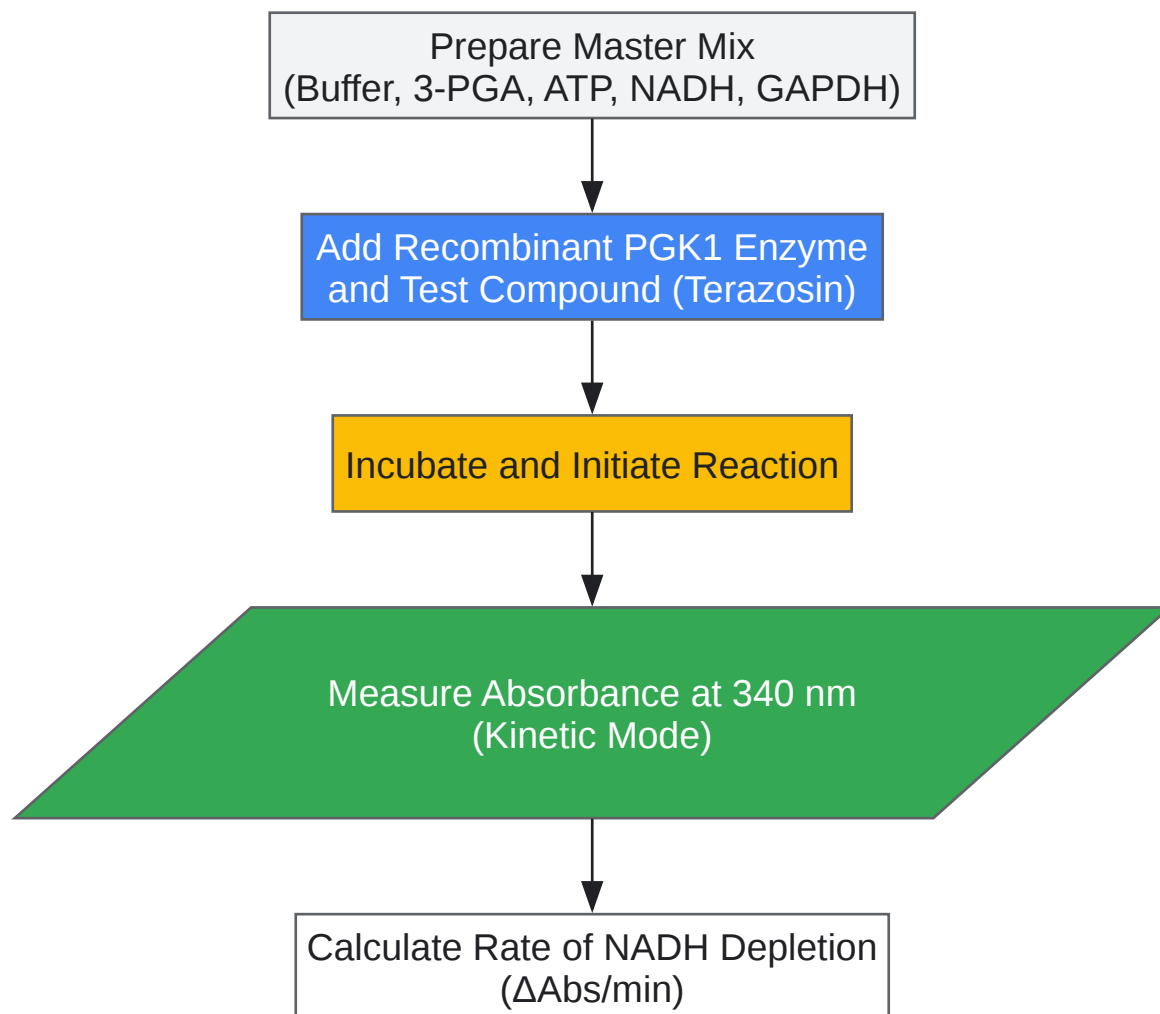 Prepare Master Mix
(Buffer, 3-PGA, ATP, NADH, GAPDH)
Add Recombinant PGK1 Enzyme
and Test Compound (Terazosin)
Incubate and Initiate Reaction
Measure Absorbance at 340 nm
(Kinetic Mode)
Calculate Rate of NADH Depletion
(ΔAbs/min)